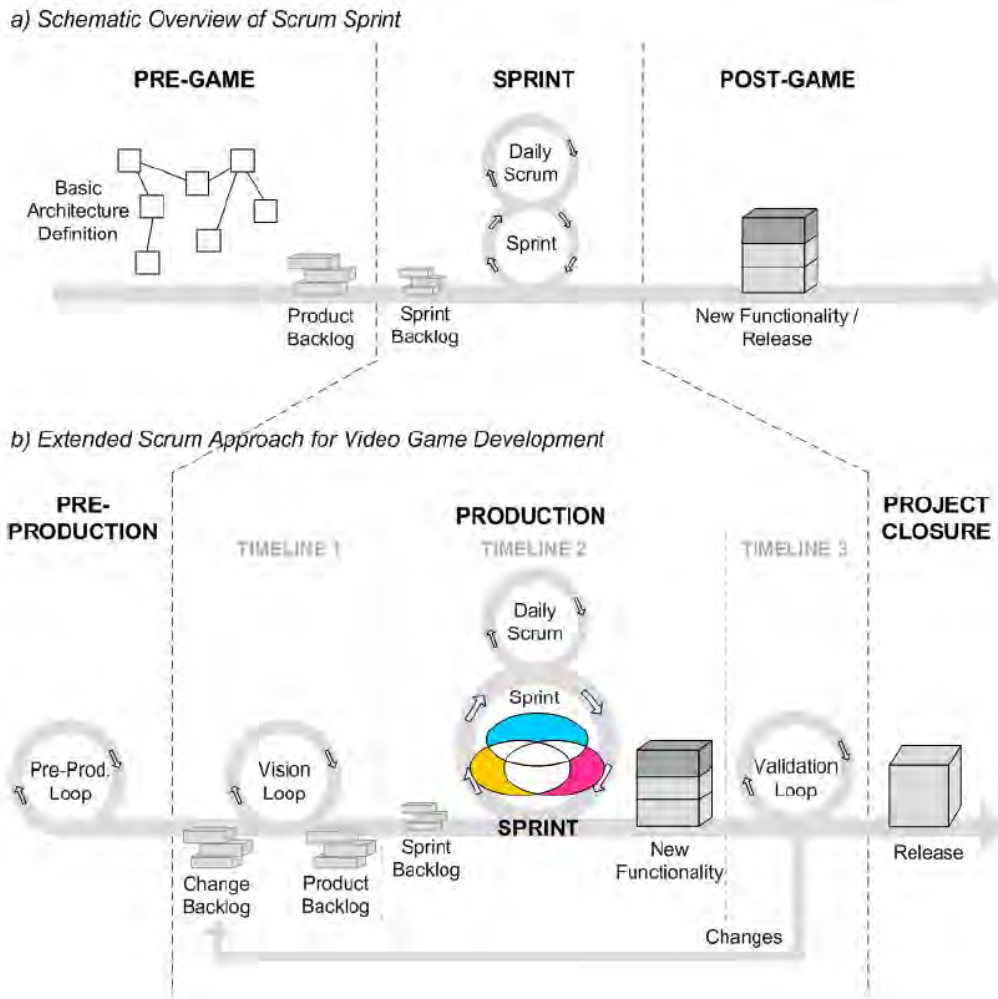 a) Schematic Overview of Scrum Sprint
PRE-GAME
SPRINT
POST-GAME
Basic
Architecture
Definition
Daily
Scrum
Sprint
Product
Backlog
Sprint
Backlog
New Functionality /
Release
b) Extended Scrum Approach for Video Game Development
PRE-
PRODUCTION
PRODUCTION
PROJECT
CLOSURE
TIMELINE 1
TIMELINE 2
TIMELINE 3
Daily
Scrum
Sprint
Pre-Prod.
Loop
Vision
Loop
Validation
Loop
SPRINT
Change
Backlog
Product
Backlog
Sprint
Backlog
New
Functionality
Release
Changes